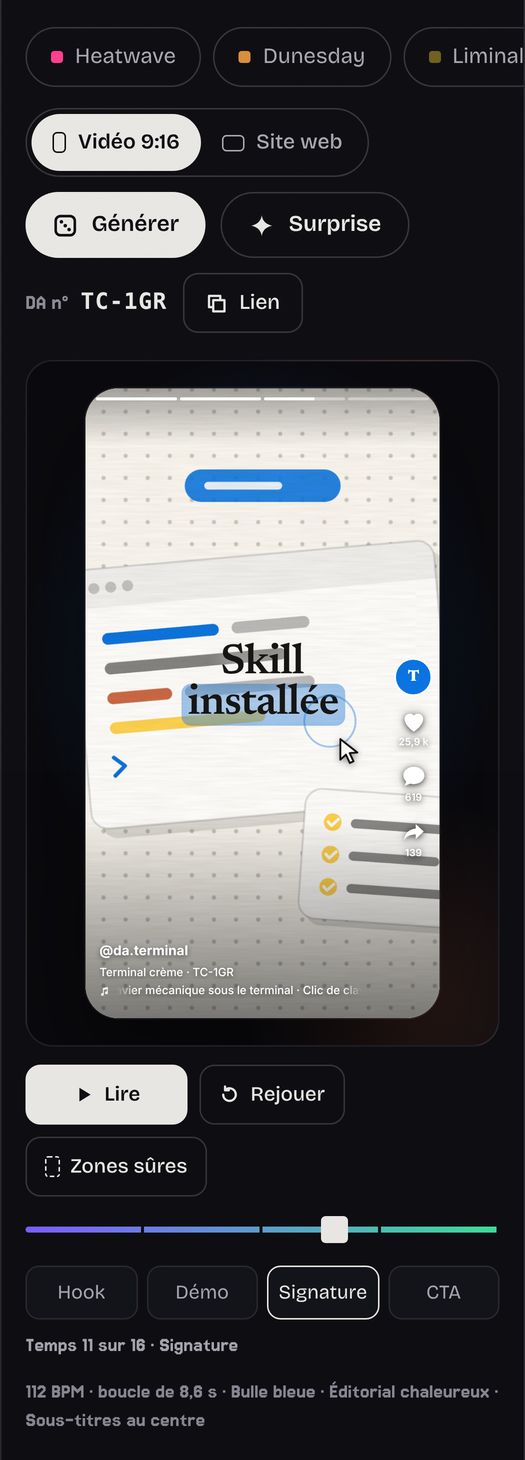 Heatwave
Dunesday
Liminal
Vidéo 9:16
Site web
Générer
Surprise
DA n° TC-1GR
Lien
Skill
installée
T
25,9 k
619
139
@da.terminal
Terminal crème · TC-1GR
vier mécanique sous le terminal · Clic de cla
Lire
Rejouer
Zones sûres
Hook
Démo
Signature
CTA
Temps 11 sur 16 · Signature
112 BPM · boucle de 8,6 s · Bulle bleue · Éditorial chaleureux ·
Sous-titres au centre